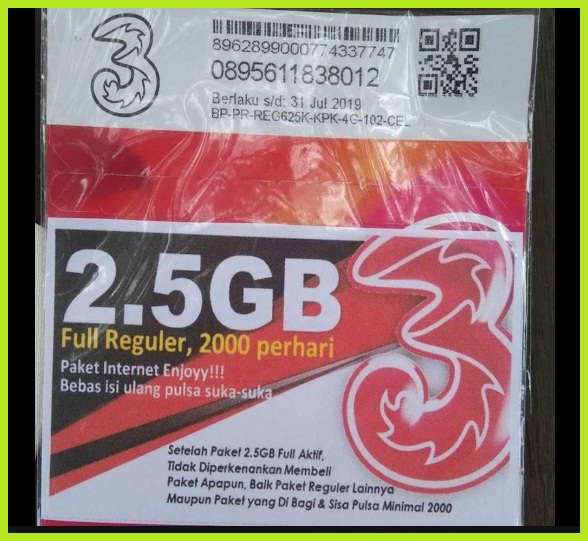 8962899000774337747
0895611838012
Berlaku s/d: 31 Jul 2019
BP-PR-REG625K-KPK-4G-102-CEL
3
2.5GB
Full Reguler, 2000 perhari
Paket Internet Enjoyy!!!
Bebas isi ulang pulsa suka-suka
3
Setelah Paket 2.5GB Full Aktif,
Tidak Diperkenankan Membeli
Paket Apapun, Baik Paket Reguler Lainnya
Maupun Paket yang Di Bagi & Sisa Pulsa Minimal 2000